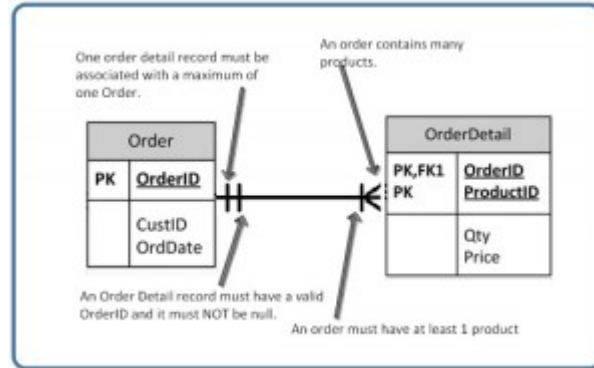 One order detail record must be
associated with a maximum of
one Order.
An order contains many
products.
Order
PK OrderID
CustID
OrdDate
OrderDetail
PK,FK1 OrderID
PK ProductID
Qty
Price
An Order Detail record must have a valid
OrderID and it must NOT be null.
An order must have at least 1 product